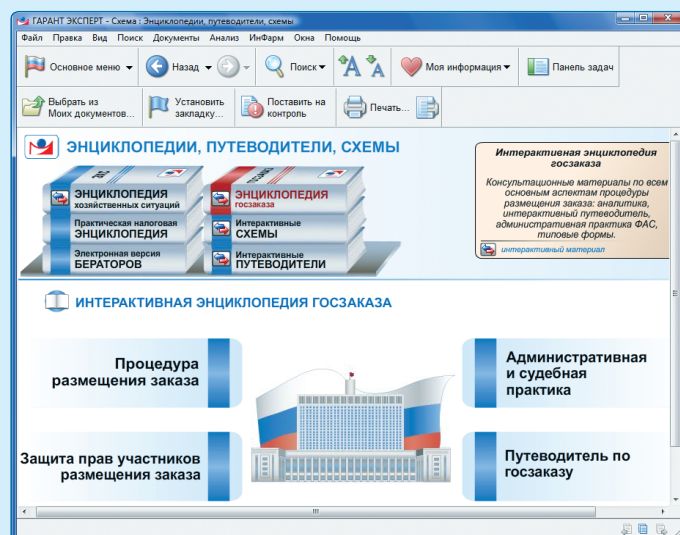 ГАРАНТ ЭКСПЕРТ - Схема : Энциклопедии, путеводители, схемы
Файл Правка Вид Поиск Документы Анализ ИнФарм Окна Помощь
Основное меню Назад Поиск А А Моя информация Панель задач
Выбрать из
Моих документов...
Установить
закладку...
Поставить на
контроль
Печать...
ЭНЦИКЛОПЕДИИ, ПУТЕВОДИТЕЛИ, СХЕМЫ
ЭНЦИКЛОПЕДИЯ
хозяйственных ситуаций
Практическая налоговая
ЭНЦИКЛОПЕДИЯ
Электронная версия
БЕРАТОРОВ
ЭНЦИКЛОПЕДИЯ
госзаказа
Интерактивные
СХЕМЫ
Интерактивные
ПУТЕВОДИТЕЛИ
Интерактивная энциклопедия
госзаказа
Консультационные материалы по всем
основным аспектам процедуры
размещения заказа: аналитика,
интерактивный путеводитель,
административная практика ФАС,
типовые формы.
интерактивный материал
ИНТЕРАКТИВНАЯ ЭНЦИКЛОПЕДИЯ ГОСЗАКАЗА
Процедура
размещения заказа
Административная
и судебная
практика
Защита прав участников
размещения заказа
Путеводитель по
госзаказу